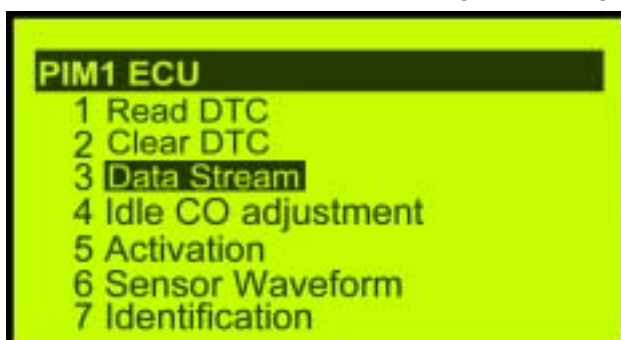 PIM1 ECU
1 Read DTC
2 Clear DTC
3 Data Stream
4 Idle CO adjustment
5 Activation
6 Sensor Waveform
7 Identification